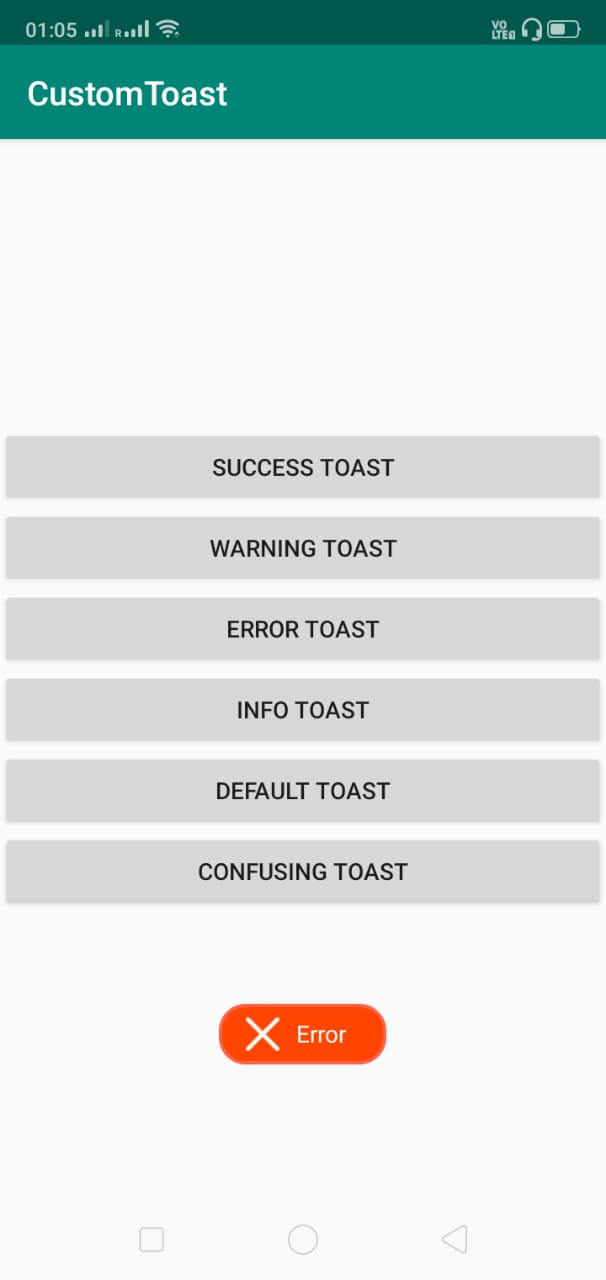 01:05 R VO LTE
CustomToast
SUCCESS TOAST
WARNING TOAST
ERROR TOAST
INFO TOAST
DEFAULT TOAST
CONFUSING TOAST
Error